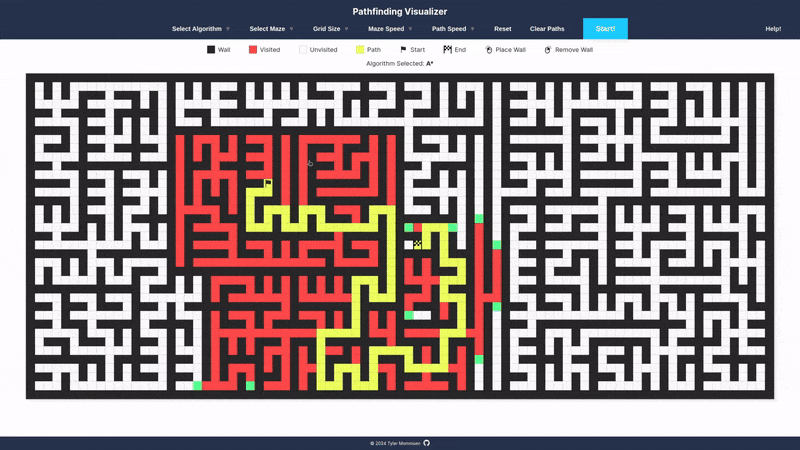 Pathfinding Visualizer
Select Algorithm ▼ Select Maze ▼ Grid Size ▼ Maze Speed ▼ Path Speed ▼ Reset Clear Paths Start! Help!
Wall Visited Unvisited Path Start End Place Wall Remove Wall
Algorithm Selected: A*
© 2024 Tyler Mommsen